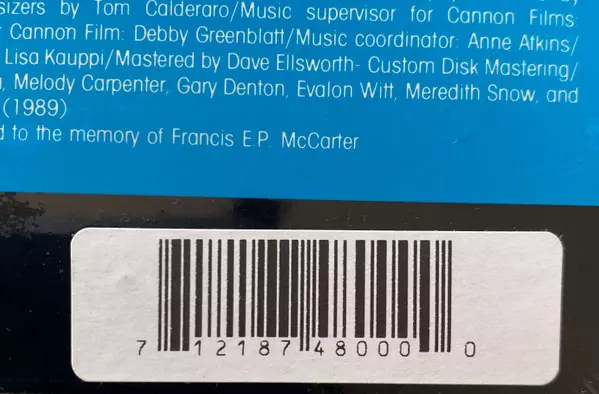 sizers by Tom Calderaro/Music supervisor for Cannon Films:
Cannon Film: Debby Greenblatt/Music coordinator: Anne Atkins/
Lisa Kauppi/Mastered by Dave Ellsworth- Custom Disk Mastering/
, Melody Carpenter, Gary Denton, Evalon Witt, Meredith Snow, and
(1989)
d to the memory of Francis E.P. McCarter
7 12187 48000 0